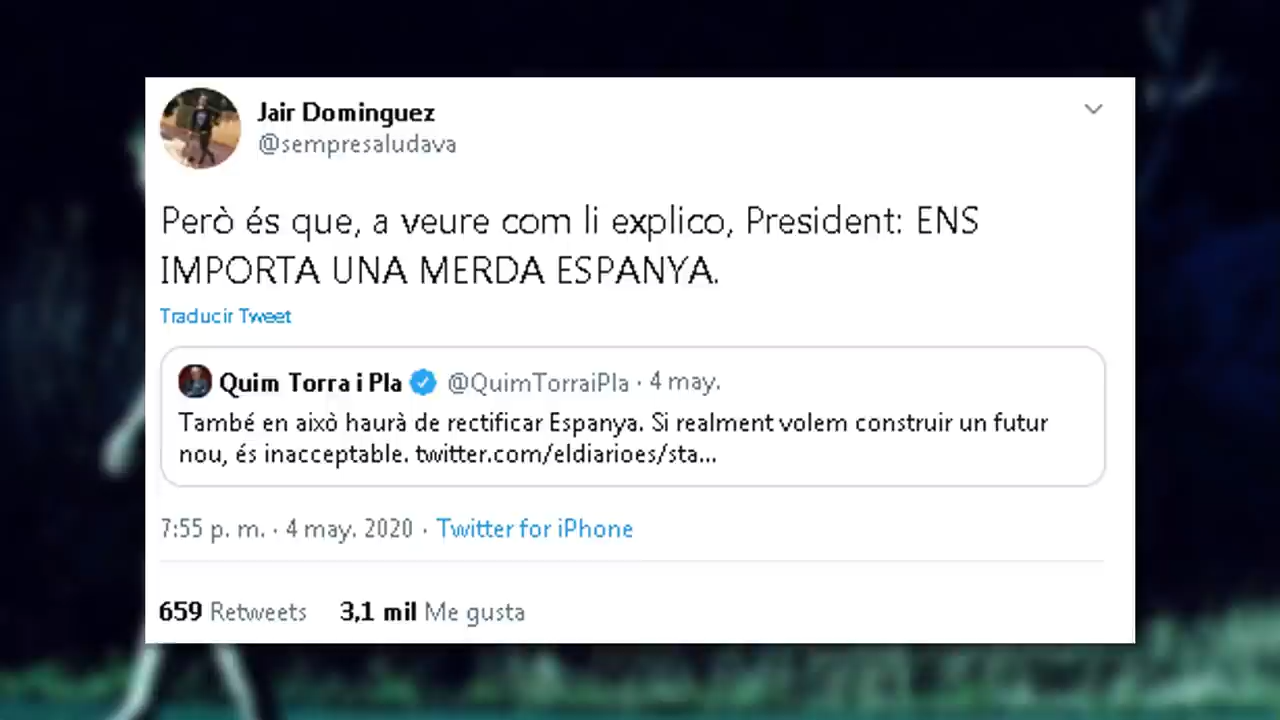 Jair Dominguez
@sempresaludava
Però és que, a veure com li explico, President: ENS
IMPORTA UNA MERDA ESPANYA.
Traducir Tweet
Quim Torra i Pla @QuimTorraiPla · 4 may.
També en això haurà de rectificar Espanya. Si realment volem construir un futur
nou, és inacceptable. twitter.com/eldiarioes/sta...
7:55 p. m. · 4 may. 2020 · Twitter for iPhone
659 Retweets 3,1 mil Me gusta